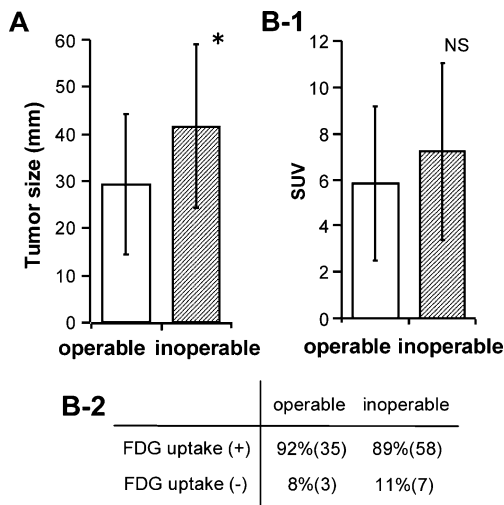 A
Tumor size (mm)
60
50
40
30
20
10
0
*
operable inoperable
B-1
SUV
12
10
8
6
4
2
0
NS
operable inoperable
B-2
operable inoperable
FDG uptake (+) 92%(35) 89%(58)
FDG uptake (-) 8%(3) 11%(7)